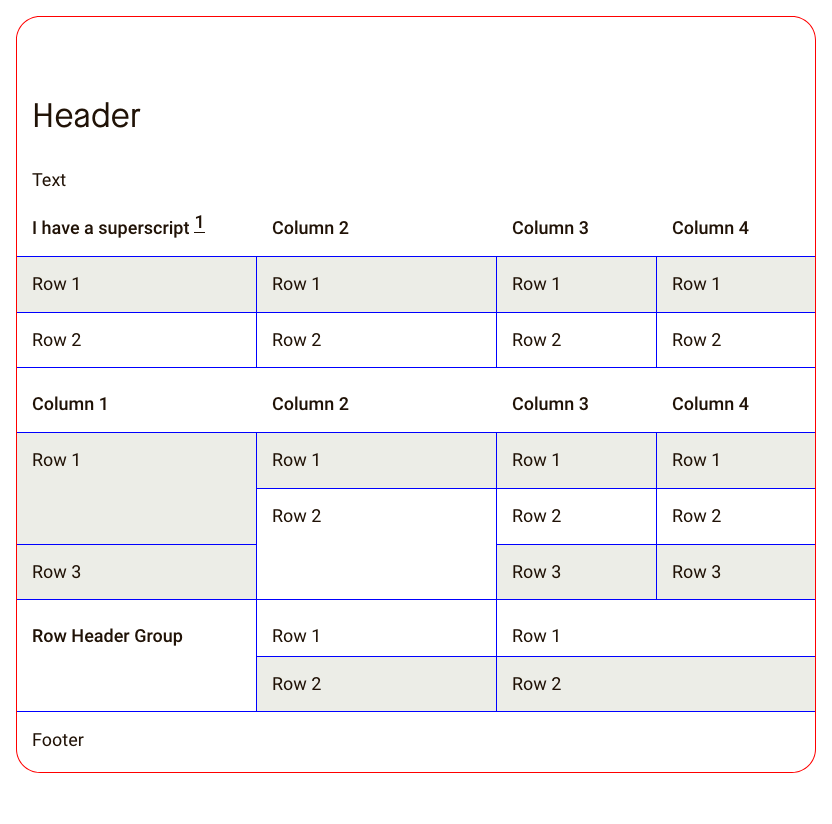 Header
Text
I have a superscript 1 Column 2 Column 3 Column 4
Row 1 Row 1 Row 1 Row 1
Row 2 Row 2 Row 2 Row 2
Column 1 Column 2 Column 3 Column 4
Row 1 Row 1 Row 1 Row 1
Row 2 Row 2 Row 2
Row 3 Row 3 Row 3
Row Header Group Row 1 Row 1
Row 2 Row 2
Footer